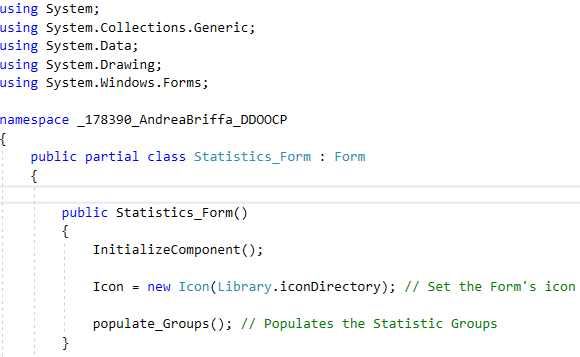 using System;
using System.Collections.Generic;
using System.Data;
using System.Drawing;
using System.Windows.Forms;
namespace _178390_AndreaBriffa_DDOOCP
{
public partial class Statistics_Form : Form
{
public Statistics_Form()
{
InitializeComponent();
Icon = new Icon(Library.iconDirectory); // Set the Form's icon
populate_Groups(); // Populates the Statistic Groups
}